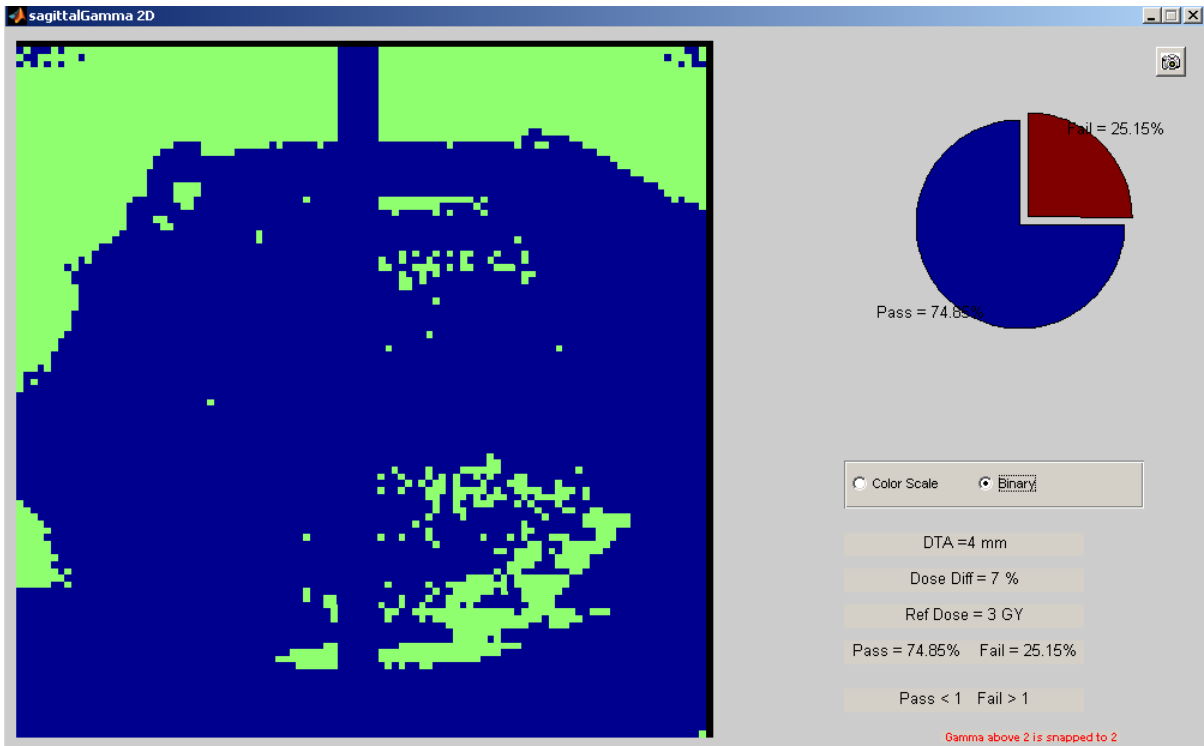 sagittalGamma 2D
Fail = 25.15%
Pass = 74.85%
Color Scale
Binary
DTA =4 mm
Dose Diff = 7 %
Ref Dose = 3 GY
Pass = 74.85% Fail = 25.15%
Pass < 1 Fail > 1
Gamma above 2 is snapped to 2